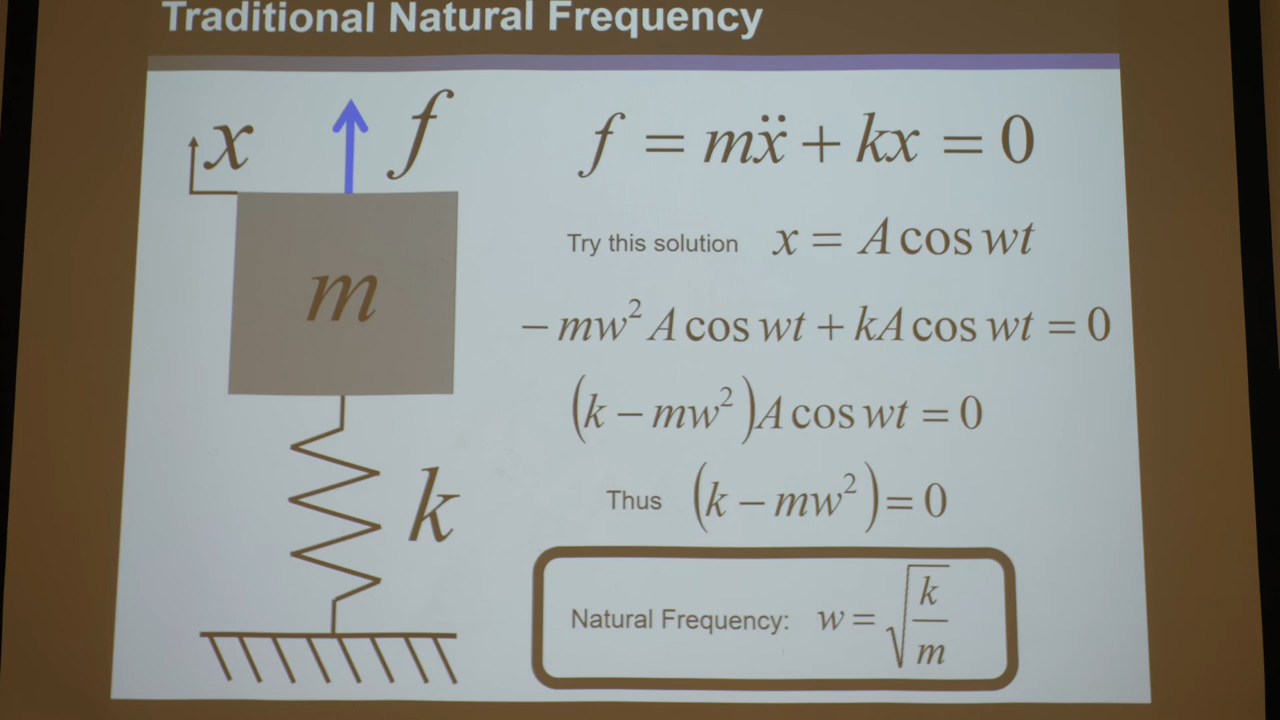 Traditional Natural Frequency
x
f
m
k
f = mẍ + kx = 0
Try this solution x = A cos wt
− mw² A cos wt + kA cos wt = 0
(k − mw²)A cos wt = 0
Thus (k − mw²) = 0
Natural Frequency: w = √(k/m)